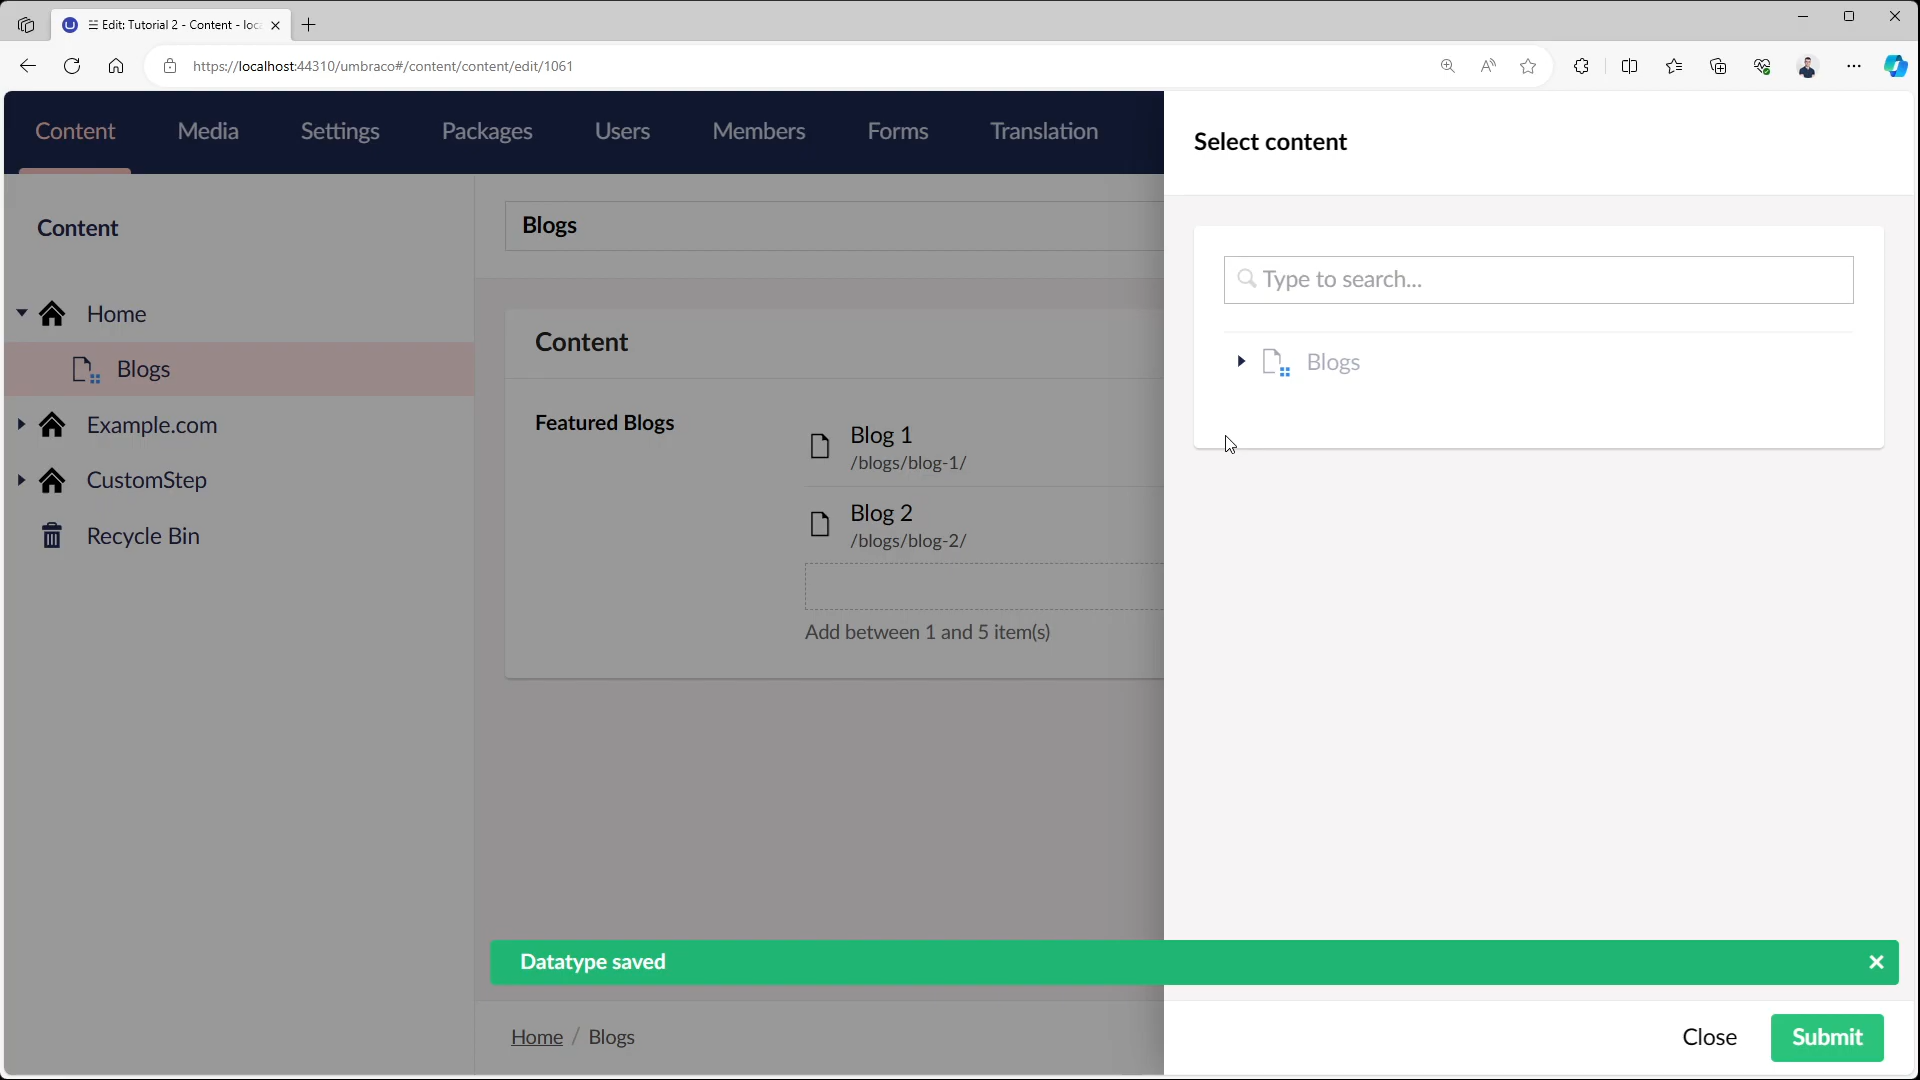 Edit: Tutorial 2 - Content - loc
https://localhost:44310/umbraco#/content/content/edit/1061
Content
Media
Settings
Packages
Users
Members
Forms
Translation
Content
Home
Blogs
Example.com
CustomStep
Recycle Bin
Blogs
Content
Featured Blogs
Blog 1
/blogs/blog-1/
Blog 2
/blogs/blog-2/
Add between 1 and 5 item(s)
Home / Blogs
Select content
Type to search...
Blogs
Datatype saved
Close
Submit